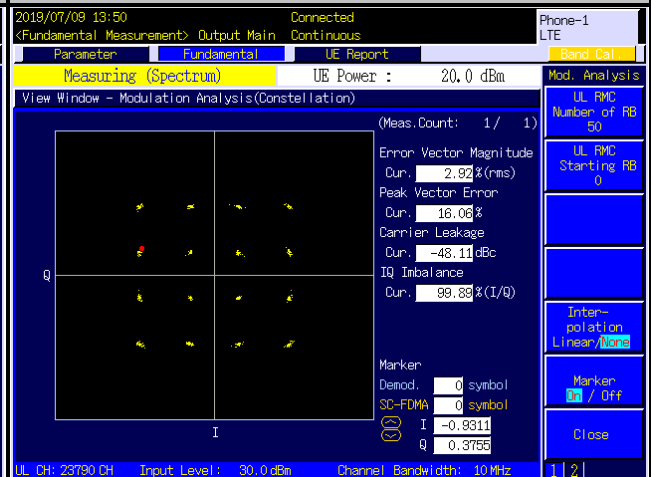 2019/07/09 13:50 Connected Phone-1
<Fundamental Measurement> Output Main Continuous LTE
Parameter Fundamental UE Report Band Cal.
Measuring (Spectrum) UE Power : 20.0 dBm Mod. Analysis
View Window - Modulation Analysis(Constellation)
UL RMC
Number of RB
50
(Meas.Count: 1/ 1)
Error Vector Magnitude
Cur. 2.92 %(rms)
UL RMC
Starting RB
0
Peak Vector Error
Cur. 16.06 %
Carrier Leakage
Cur. -48.11 dBc
IQ Imbalance
Cur. 99.89 %(I/Q)
Q
Inter-
polation
Linear/None
Marker
Demod. 0 symbol
SC-FDMA 0 symbol
I -0.9311
Q 0.3755
Marker
On / Off
I
Close
UL CH: 23790 CH Input Level: 30.0 dBm Channel Bandwidth: 10 MHz 1 2